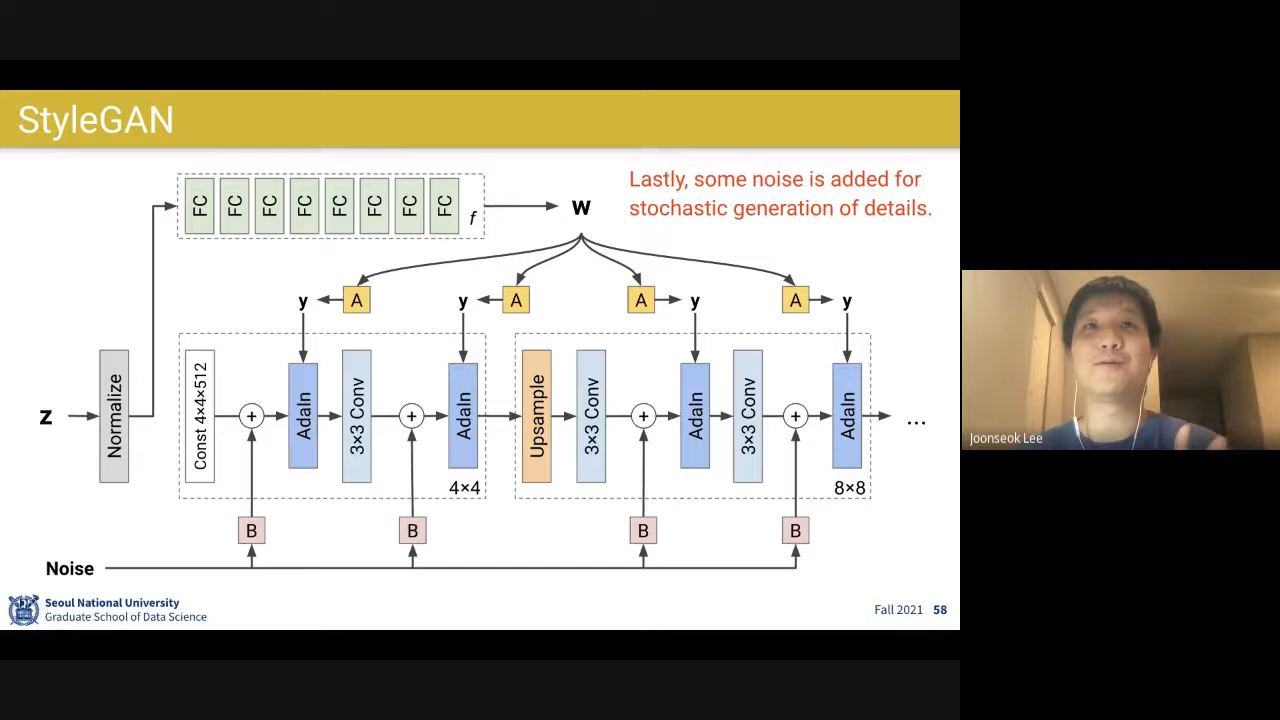 StyleGAN
Lastly, some noise is added for
stochastic generation of details.
FC FC FC FC FC FC FC FC f w
A A A A
y y y y
z Normalize Const 4×4×512 + AdaIn 3×3 Conv + AdaIn Upsample 3×3 Conv + AdaIn 3×3 Conv + AdaIn ...
4×4 8×8
B B B B
Noise
Seoul National University
Graduate School of Data Science
Fall 2021 58
Joonseok Lee